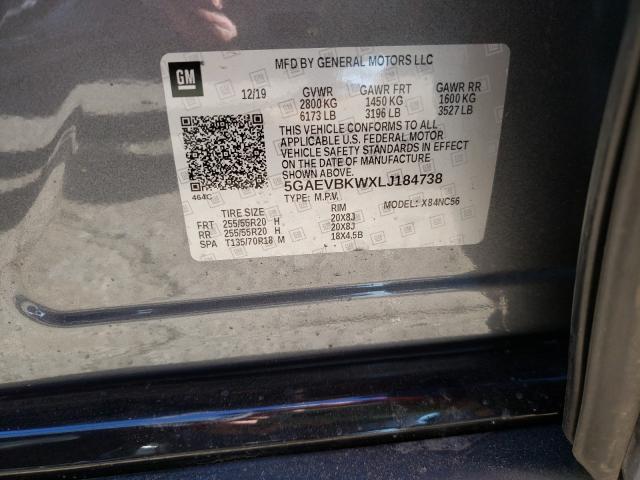 MFD BY GENERAL MOTORS LLC
GM
12/19 GVWR GAWR FRT GAWR RR
2800 KG 1450 KG 1600 KG
6173 LB 3196 LB 3527 LB
THIS VEHICLE CONFORMS TO ALL
APPLICABLE U.S. FEDERAL MOTOR
VEHICLE SAFETY STANDARDS IN EFFECT
ON THE DATE OF MANUFACTURE
SHOWN ABOVE.
464C 5GAEVBKWXLJ184738
TYPE: M.P.V. MODEL: X84NC56
TIRE SIZE RIM
FRT 255/55R20 H 20X8J
RR 255/55R20 H 20X8J
SPA T135/70R18 M 18X4.5B